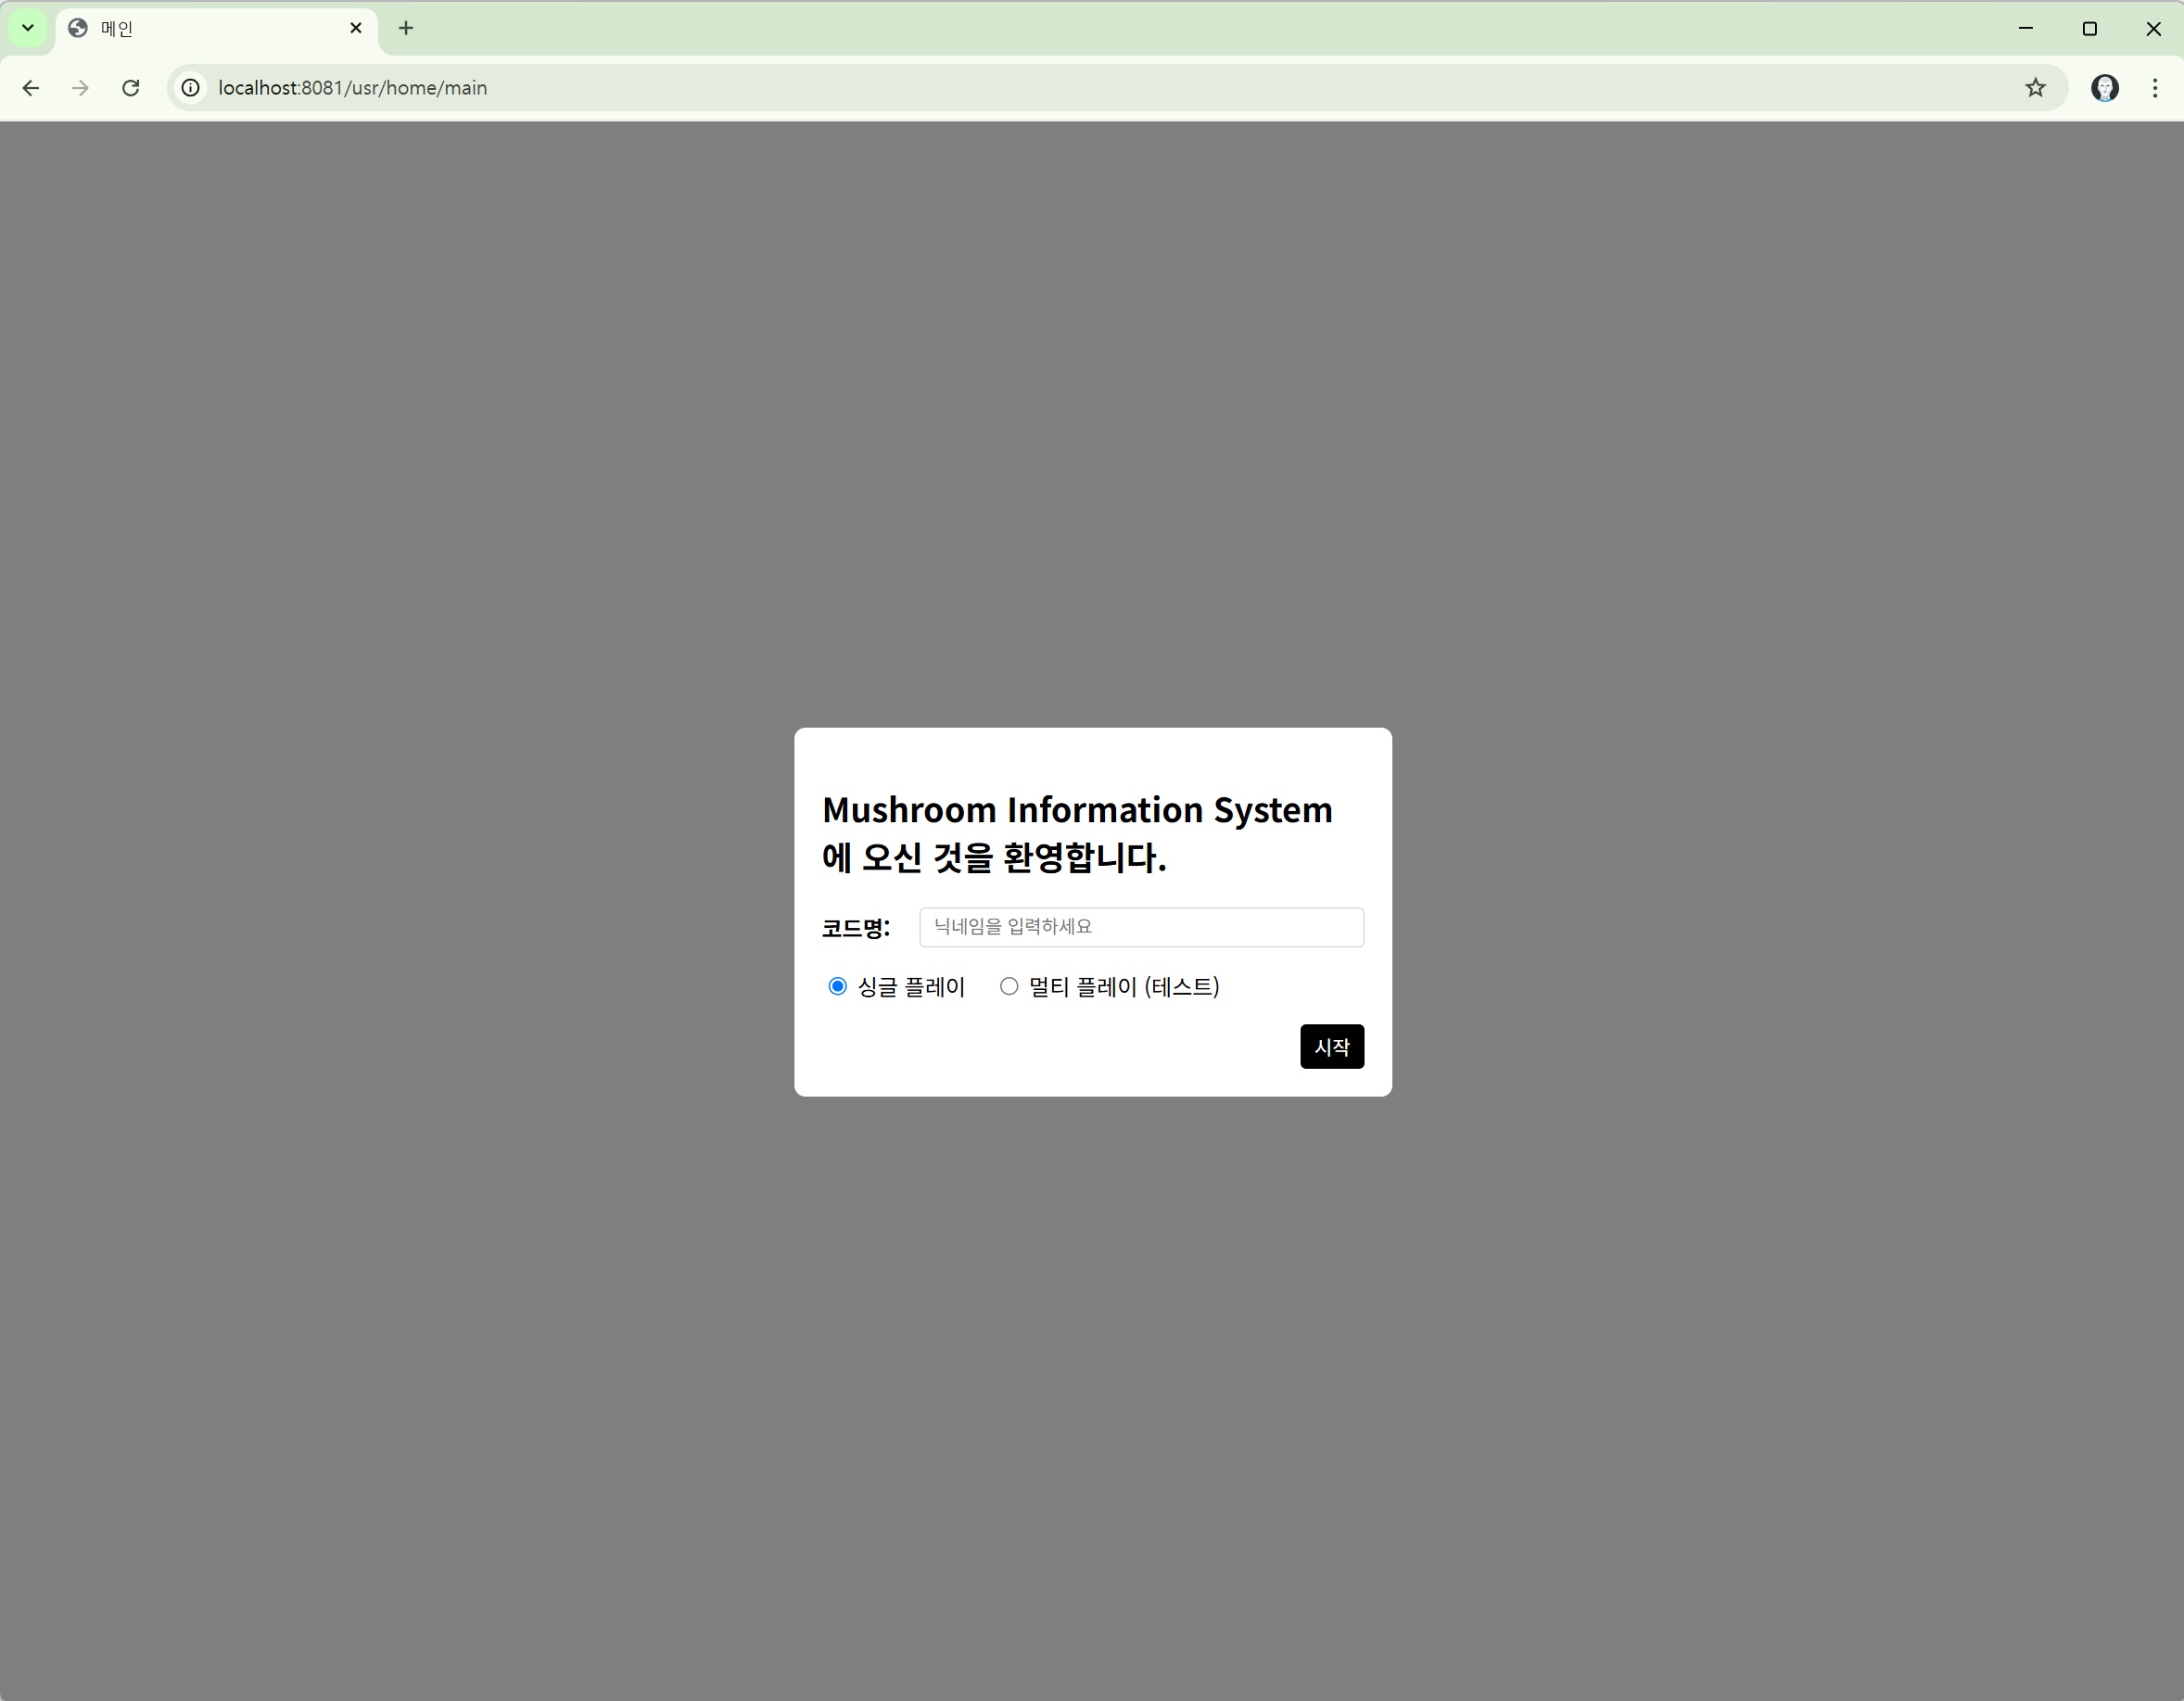 메인
localhost:8081/usr/home/main
Mushroom Information System
에 오신 것을 환영합니다.
코드명: 닉네임을 입력하세요
싱글 플레이 멀티 플레이 (테스트)
시작